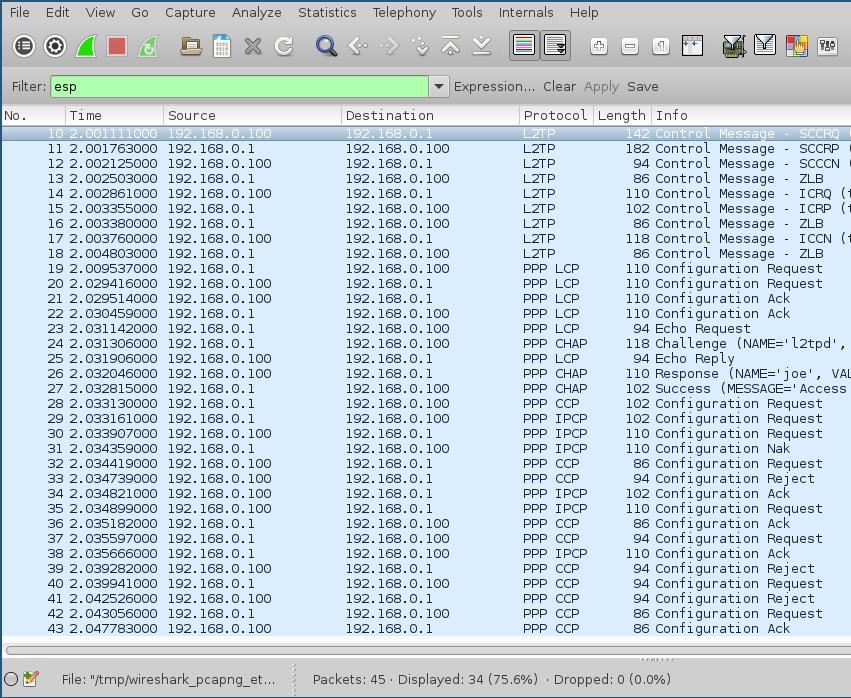 File Edit View Go Capture Analyze Statistics Telephony Tools Internals Help
Filter: esp Expression... Clear Apply Save
No. Time Source Destination Protocol Length Info
10 2.001111000 192.168.0.100 192.168.0.1 L2TP 142 Control Message - SCCRQ (
11 2.001763000 192.168.0.1 192.168.0.100 L2TP 182 Control Message - SCCRP (
12 2.002125000 192.168.0.100 192.168.0.1 L2TP 94 Control Message - SCCCN (
13 2.002503000 192.168.0.1 192.168.0.100 L2TP 86 Control Message - ZLB
14 2.002861000 192.168.0.100 192.168.0.1 L2TP 110 Control Message - ICRQ (t
15 2.003355000 192.168.0.1 192.168.0.100 L2TP 102 Control Message - ICRP (t
16 2.003380000 192.168.0.1 192.168.0.100 L2TP 86 Control Message - ZLB
17 2.003760000 192.168.0.100 192.168.0.1 L2TP 118 Control Message - ICCN (t
18 2.004803000 192.168.0.1 192.168.0.100 L2TP 86 Control Message - ZLB
19 2.009537000 192.168.0.1 192.168.0.100 PPP LCP 110 Configuration Request
20 2.029416000 192.168.0.100 192.168.0.1 PPP LCP 110 Configuration Request
21 2.029514000 192.168.0.100 192.168.0.1 PPP LCP 110 Configuration Ack
22 2.030459000 192.168.0.1 192.168.0.100 PPP LCP 110 Configuration Ack
23 2.031142000 192.168.0.1 192.168.0.100 PPP LCP 94 Echo Request
24 2.031306000 192.168.0.1 192.168.0.100 PPP CHAP 118 Challenge (NAME='l2tpd',
25 2.031906000 192.168.0.100 192.168.0.1 PPP LCP 94 Echo Reply
26 2.032046000 192.168.0.100 192.168.0.1 PPP CHAP 110 Response (NAME='joe', VAL
27 2.032815000 192.168.0.1 192.168.0.100 PPP CHAP 102 Success (MESSAGE='Access
28 2.033130000 192.168.0.1 192.168.0.100 PPP CCP 102 Configuration Request
29 2.033161000 192.168.0.1 192.168.0.100 PPP IPCP 102 Configuration Request
30 2.033907000 192.168.0.100 192.168.0.1 PPP IPCP 110 Configuration Request
31 2.034359000 192.168.0.1 192.168.0.100 PPP IPCP 110 Configuration Nak
32 2.034419000 192.168.0.100 192.168.0.1 PPP CCP 86 Configuration Request
33 2.034739000 192.168.0.100 192.168.0.1 PPP CCP 94 Configuration Reject
34 2.034821000 192.168.0.100 192.168.0.1 PPP IPCP 102 Configuration Ack
35 2.034899000 192.168.0.100 192.168.0.1 PPP IPCP 110 Configuration Request
36 2.035182000 192.168.0.1 192.168.0.100 PPP CCP 86 Configuration Ack
37 2.035597000 192.168.0.1 192.168.0.100 PPP CCP 94 Configuration Request
38 2.035666000 192.168.0.1 192.168.0.100 PPP IPCP 110 Configuration Ack
39 2.039282000 192.168.0.100 192.168.0.1 PPP CCP 94 Configuration Reject
40 2.039941000 192.168.0.1 192.168.0.100 PPP CCP 94 Configuration Request
41 2.042526000 192.168.0.100 192.168.0.1 PPP CCP 94 Configuration Reject
42 2.043056000 192.168.0.1 192.168.0.100 PPP CCP 86 Configuration Request
43 2.047783000 192.168.0.100 192.168.0.1 PPP CCP 86 Configuration Ack
File: "/tmp/wireshark_pcapng_et... Packets: 45 · Displayed: 34 (75.6%) · Dropped: 0 (0.0%)